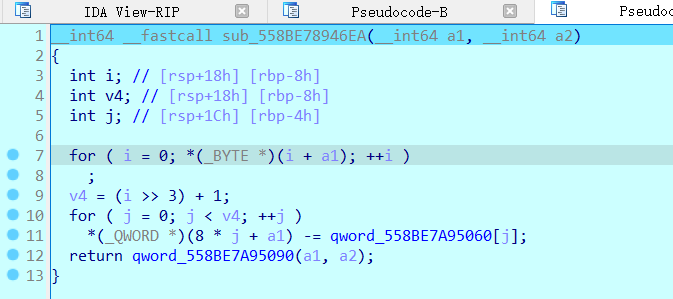 IDA View-RIP Pseudocode-B Pseudoc
1 __int64 __fastcall sub_558BE78946EA(__int64 a1, __int64 a2)
2 {
3 int i; // [rsp+18h] [rbp-8h]
4 int v4; // [rsp+18h] [rbp-8h]
5 int j; // [rsp+1Ch] [rbp-4h]
6
7 for ( i = 0; *(_BYTE *)(i + a1); ++i )
8 ;
9 v4 = (i >> 3) + 1;
10 for ( j = 0; j < v4; ++j )
11 *(_QWORD *)(8 * j + a1) -= qword_558BE7A95060[j];
12 return qword_558BE7A95090(a1, a2);
13 }